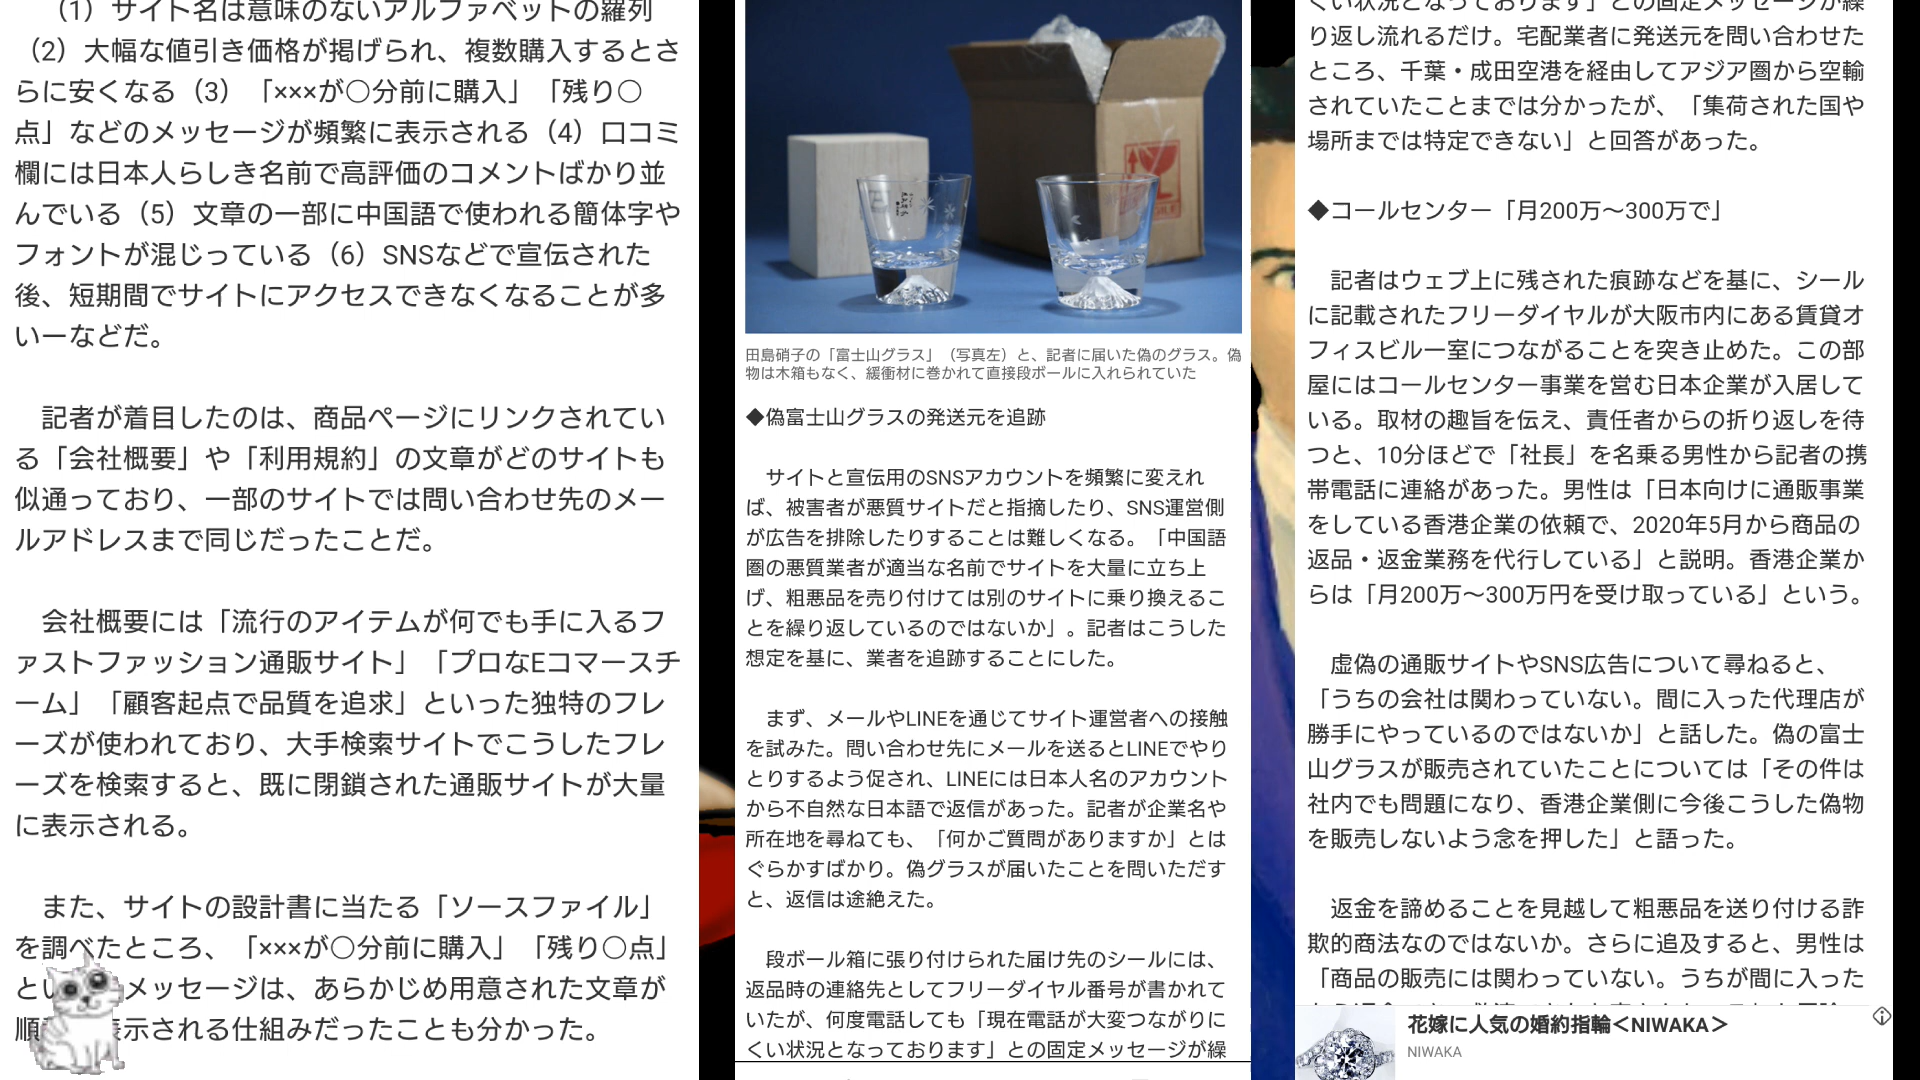 （1）サイト名は意味のないアルファベットの羅列
（2）大幅な値引き価格が掲げられ、複数購入するとさ
らに安くなる（3）「×××が〇分前に購入」「残り〇
点」などのメッセージが頻繁に表示される（4）口コミ
欄には日本人らしき名前で高評価のコメントばかり並
んでいる（5）文章の一部に中国語で使われる簡体字や
フォントが混じっている（6）SNSなどで宣伝された
後、短期間でサイトにアクセスできなくなることが多
いーなどだ。
記者が着目したのは、商品ページにリンクされてい
る「会社概要」や「利用規約」の文章がどのサイトも
似通っており、一部のサイトでは問い合わせ先のメー
ルアドレスまで同じだったことだ。
会社概要には「流行のアイテムが何でも手に入るフ
ァストファッション通販サイト」「プロなEコマースチ
ーム」「顧客起点で品質を追求」といった独特のフレ
ーズが使われており、大手検索サイトでこうしたフレ
ーズを検索すると、既に閉鎖された通販サイトが大量
に表示される。
また、サイトの設計書に当たる「ソースファイル」
を調べたところ、「×××が〇分前に購入」「残り〇点」
とい メッセージは、あらかじめ用意された文章が
順 表示される仕組みだったことも分かった。
田島硝子の「富士山グラス」（写真左）と、記者に届いた偽のグラス。偽
物は木箱もなく、緩衝材に巻かれて直接段ボールに入れられていた
◆偽富士山グラスの発送元を追跡
サイトと宣伝用のSNSアカウントを頻繁に変えれ
ば、被害者が悪質サイトだと指摘したり、SNS運営側
が広告を排除したりすることは難しくなる。「中国語
圏の悪質業者が適当な名前でサイトを大量に立ち上
げ、粗悪品を売り付けては別のサイトに乗り換えるこ
とを繰り返しているのではないか」。記者はこうした
想定を基に、業者を追跡することにした。
まず、メールやLINEを通じてサイト運営者への接触
を試みた。問い合わせ先にメールを送るとLINEでやり
とりするよう促され、LINEには日本人名のアカウント
から不自然な日本語で返信があった。記者が企業名や
所在地を尋ねても、「何かご質問がありますか」とは
ぐらかすばかり。偽グラスが届いたことを問いただす
と、返信は途絶えた。
段ボール箱に張り付けられた届け先のシールには、
返品時の連絡先としてフリーダイヤル番号が書かれて
いたが、何度電話しても「現在電話が大変つながりに
くい状況となっております」との固定メッセージが繰
くい状況となっております」との固定メッセージが繰
り返し流れるだけ。宅配業者に発送元を問い合わせた
ところ、千葉・成田空港を経由してアジア圏から空輸
されていたことまでは分かったが、「集荷された国や
場所までは特定できない」と回答があった。
◆コールセンター「月200万～300万で」
記者はウェブ上に残された痕跡などを基に、シール
に記載されたフリーダイヤルが大阪市内にある賃貸オ
フィスビル一室につながることを突き止めた。この部
屋にはコールセンター事業を営む日本企業が入居して
いる。取材の趣旨を伝え、責任者からの折り返しを待
つと、10分ほどで「社長」を名乗る男性から記者の携
帯電話に連絡があった。男性は「日本向けに通販事業
をしている香港企業の依頼で、2020年5月から商品の
返品・返金業務を代行している」と説明。香港企業か
らは「月200万～300万円を受け取っている」という。
虚偽の通販サイトやSNS広告について尋ねると、
「うちの会社は関わっていない。間に入った代理店が
勝手にやっているのではないか」と話した。偽の富士
山グラスが販売されていたことについては「その件は
社内でも問題になり、香港企業側に今後こうした偽物
を販売しないよう念を押した」と語った。
返金を諦めることを見越して粗悪品を送り付ける詐
欺的商法なのではないか。さらに追及すると、男性は
「商品の販売には関わっていない。うちが間に入った
花嫁に人気の婚約指輪＜NIWAKA＞
NIWAKA